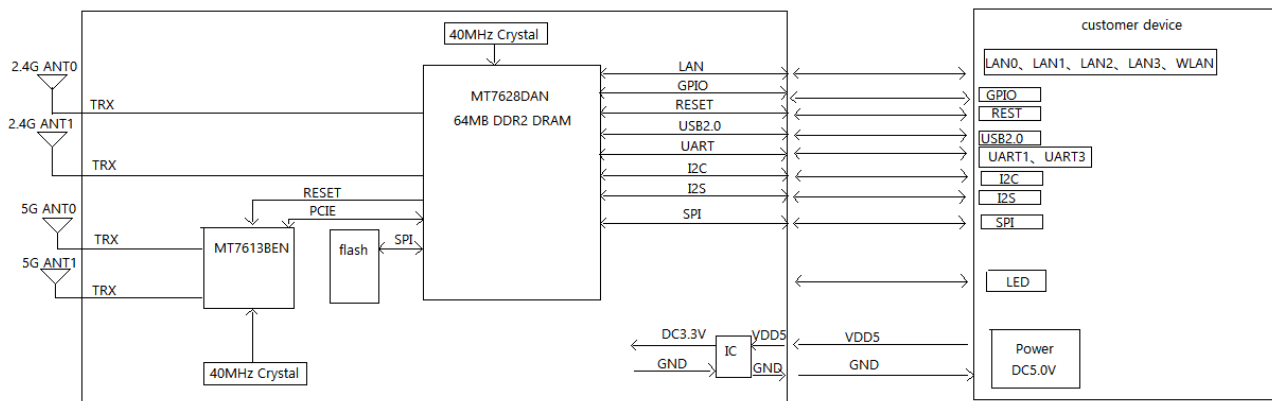 customer device
40MHz Crystal
2.4G ANT0
TRX
2.4G ANT1
TRX
5G ANT0
TRX
5G ANT1
TRX
MT7628DAN
64MB DDR2 DRAM
RESET
PCIE
MT7613BEN
flash
SPI
40MHz Crystal
LAN
GPIO
RESET
USB2.0
UART
I2C
I2S
SPI
LAN0、LAN1、LAN2、LAN3、WLAN
GPIO
REST
USB2.0
UART1、UART3
I2C
I2S
SPI
LED
DC3.3V
IC
VDD5
VDD5
GND
GND
GND
Power
DC5.0V